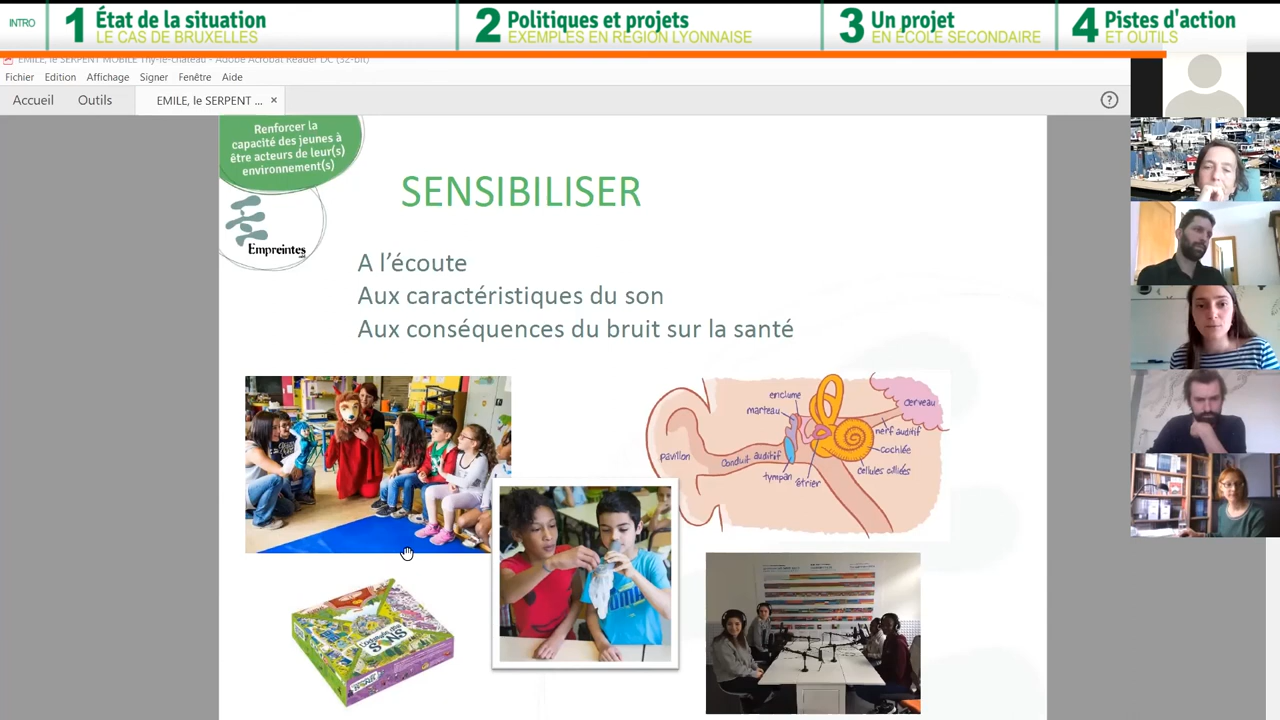 INTRO
1 État de la situation
LE CAS DE BRUXELLES
2 Politiques et projets
EXEMPLES EN RÉGION LYONNAISE
3 Un projet
EN ÉCOLE SECONDAIRE
4 Pistes d'action
ET OUTILS
EMILE, le SERPENT MOBILE Thy-le-château - Adobe Acrobat Reader DC (32-bit)
Fichier Edition Affichage Signer Fenêtre Aide
Accueil Outils EMILE, le SERPENT ... ×
?
Renforcer la
capacité des jeunes à
être acteurs de leur(s)
environnement(s)
Empreintes
SENSIBILISER
A l'écoute
Aux caractéristiques du son
Aux conséquences du bruit sur la santé
enclume
marteau
cerveau
nerf auditif
cochlée
pavillon
Conduit auditif
cellules ciliées
tympan
étrier
SONS